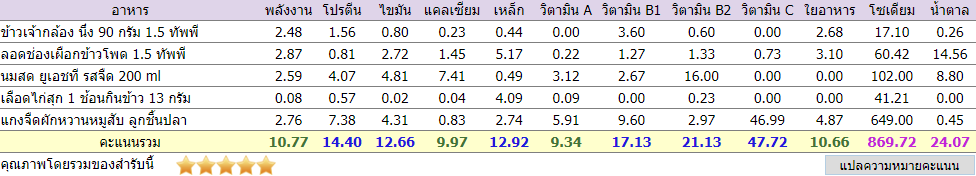 อาหาร พลังงาน โปรตีน ไขมัน แคลเซียม เหล็ก วิตามิน A วิตามิน B1 วิตามิน B2 วิตามิน C ใยอาหาร โซเดียม น้ำตาล
ข้าวเจ้ากล้อง นึ่ง 90 กรัม 1.5 ทัพพี 2.48 1.56 0.80 0.23 0.44 0.00 3.60 0.60 0.00 2.68 17.10 0.26
ลอดช่องเผือกข้าวโพด 1.5 ทัพพี 2.87 0.81 2.72 1.45 5.17 0.22 1.27 1.33 0.73 3.10 60.42 14.56
นมสด ยูเอชที รสจืด 200 ml 2.59 4.07 4.81 7.41 0.49 3.12 2.67 16.00 0.00 0.00 102.00 8.80
เลือดไก่สุก 1 ช้อนกินข้าว 13 กรัม 0.08 0.57 0.02 0.04 4.09 0.09 0.00 0.23 0.00 0.00 41.21 0.00
แกงจืดผักหวานหมูสับ ลูกชิ้นปลา 2.76 7.38 4.31 0.83 2.74 5.91 9.60 2.97 46.99 4.87 649.00 0.45
คะแนนรวม 10.77 14.40 12.66 9.97 12.92 9.34 17.13 21.13 47.72 10.66 869.72 24.07
คุณภาพโดยรวมของสำรับนี้ แปลความหมายคะแนน